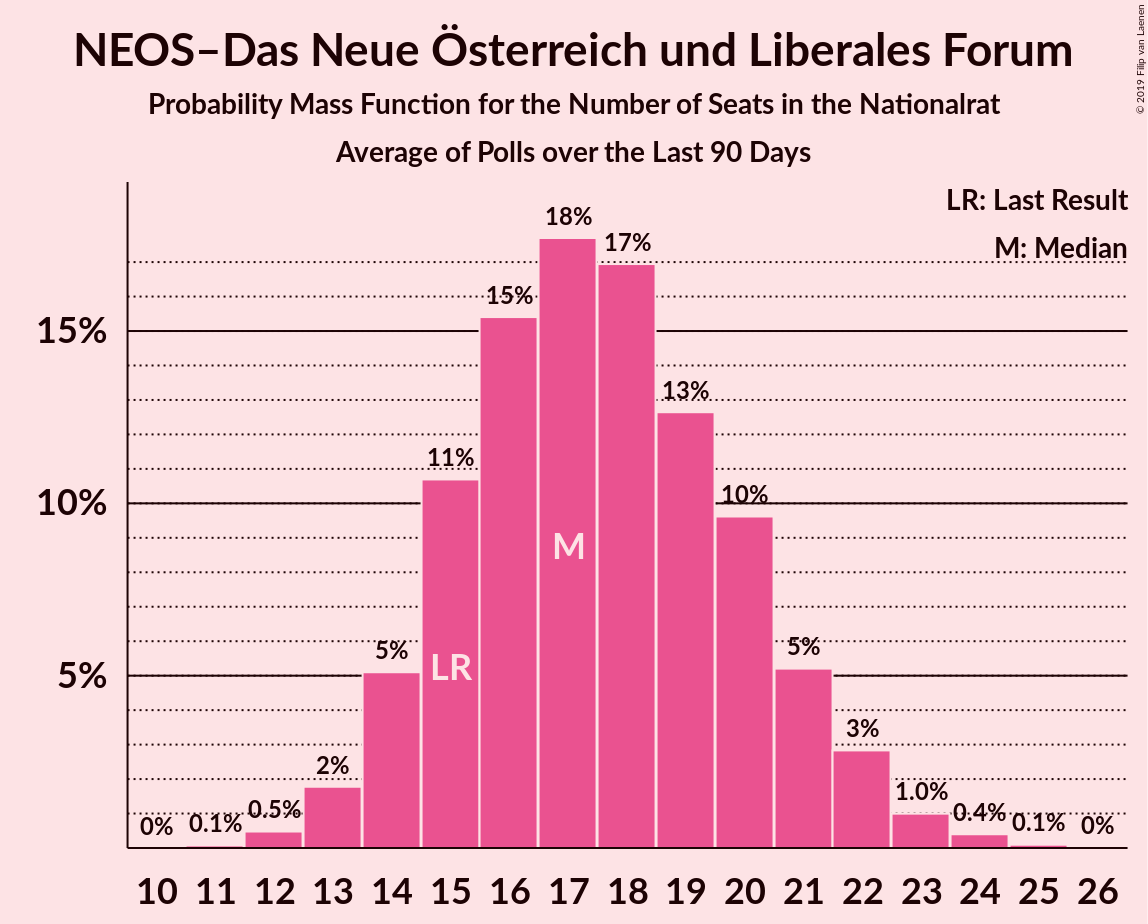 NEOS–Das Neue Österreich und Liberales Forum
Probability Mass Function for the Number of Seats in the Nationalrat
Average of Polls over the Last 90 Days
© 2019 Filip van Laenen
LR: Last Result
M: Median
15%
10%
5%
0%
0.1%
0.5%
2%
5%
11%
15%
18%
17%
13%
10%
5%
3%
1.0%
0.4%
0.1%
0%
LR
M
10 11 12 13 14 15 16 17 18 19 20 21 22 23 24 25 26